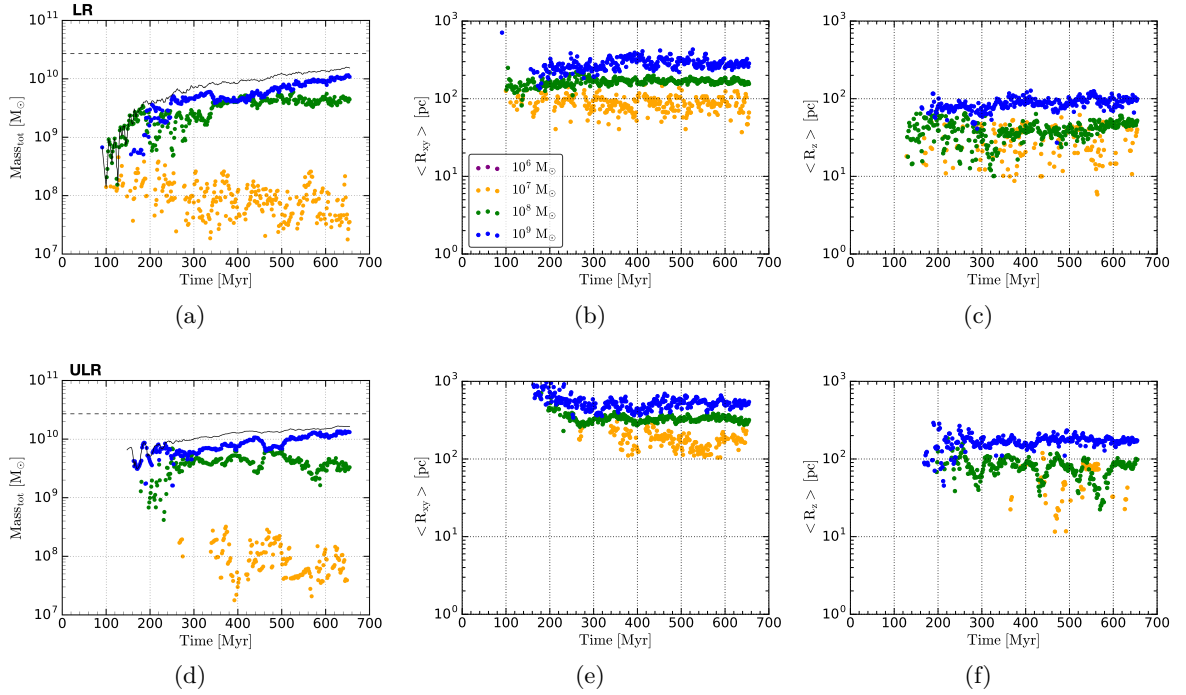 LR
10^11
10^10
10^9
10^8
10^7
Mass_tot [M_⊙]
0 100 200 300 400 500 600 700
Time [Myr]
(a)
10^3
10^2
10^1
10^0
< R_xy > [pc]
10^6 M_⊙
10^7 M_⊙
10^8 M_⊙
10^9 M_⊙
0 100 200 300 400 500 600 700
Time [Myr]
(b)
10^3
10^2
10^1
10^0
< R_z > [pc]
0 100 200 300 400 500 600 700
Time [Myr]
(c)
ULR
10^11
10^10
10^9
10^8
10^7
Mass_tot [M_⊙]
0 100 200 300 400 500 600 700
Time [Myr]
(d)
10^3
10^2
10^1
10^0
< R_xy > [pc]
0 100 200 300 400 500 600 700
Time [Myr]
(e)
10^3
10^2
10^1
10^0
< R_z > [pc]
0 100 200 300 400 500 600 700
Time [Myr]
(f)